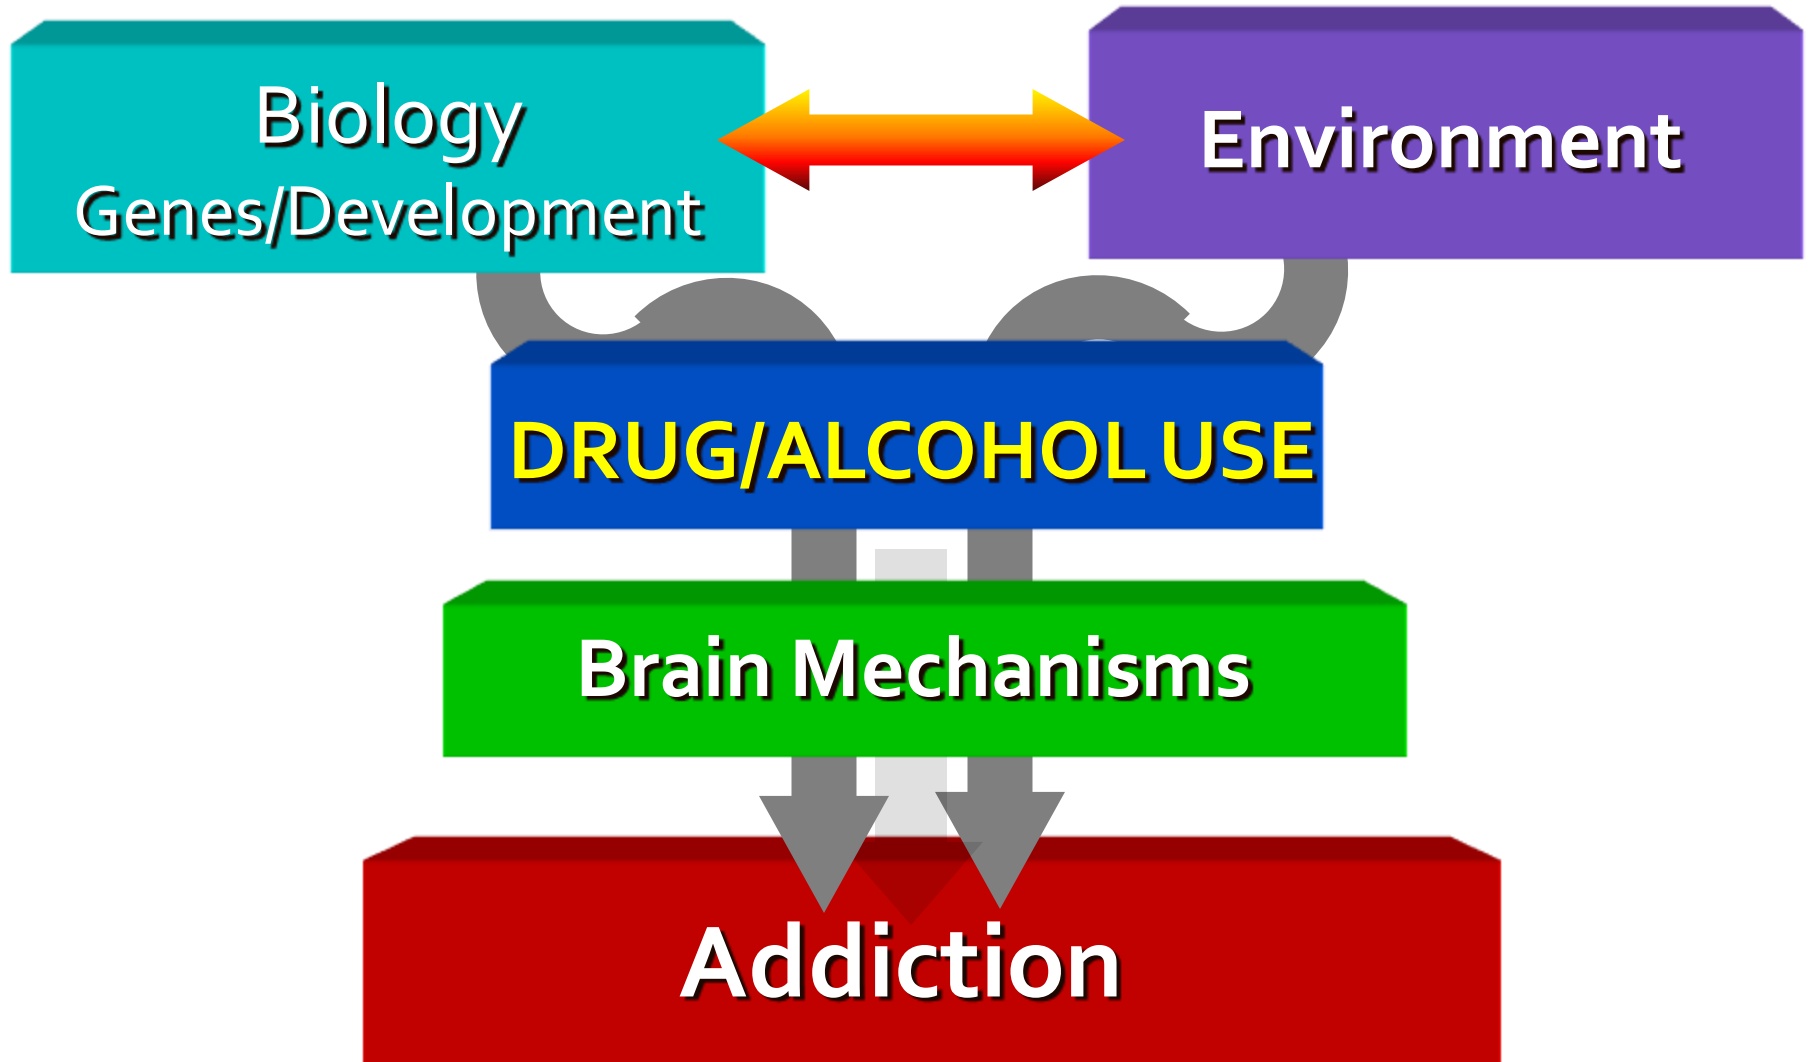 Biology
Genes/Development
Environment
DRUG/ALCOHOL USE
Brain Mechanisms
Addiction